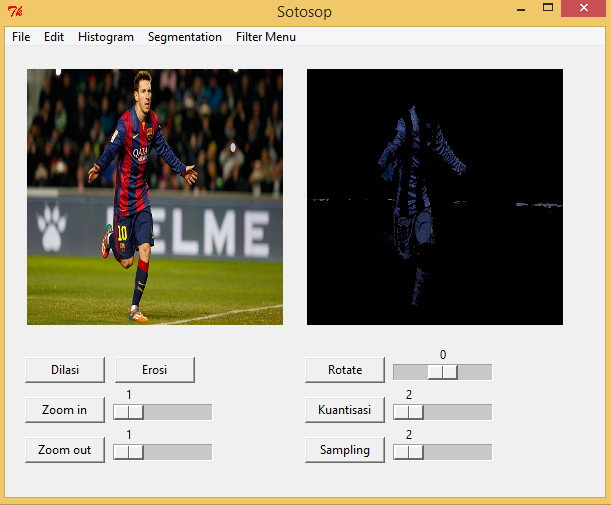 Sotosop
File Edit Histogram Segmentation Filter Menu
QATAR
10
ELME
Dilasi Erosi
Rotate 0
Zoom in 1
Kuantisasi 2
Zoom out 1
Sampling 2